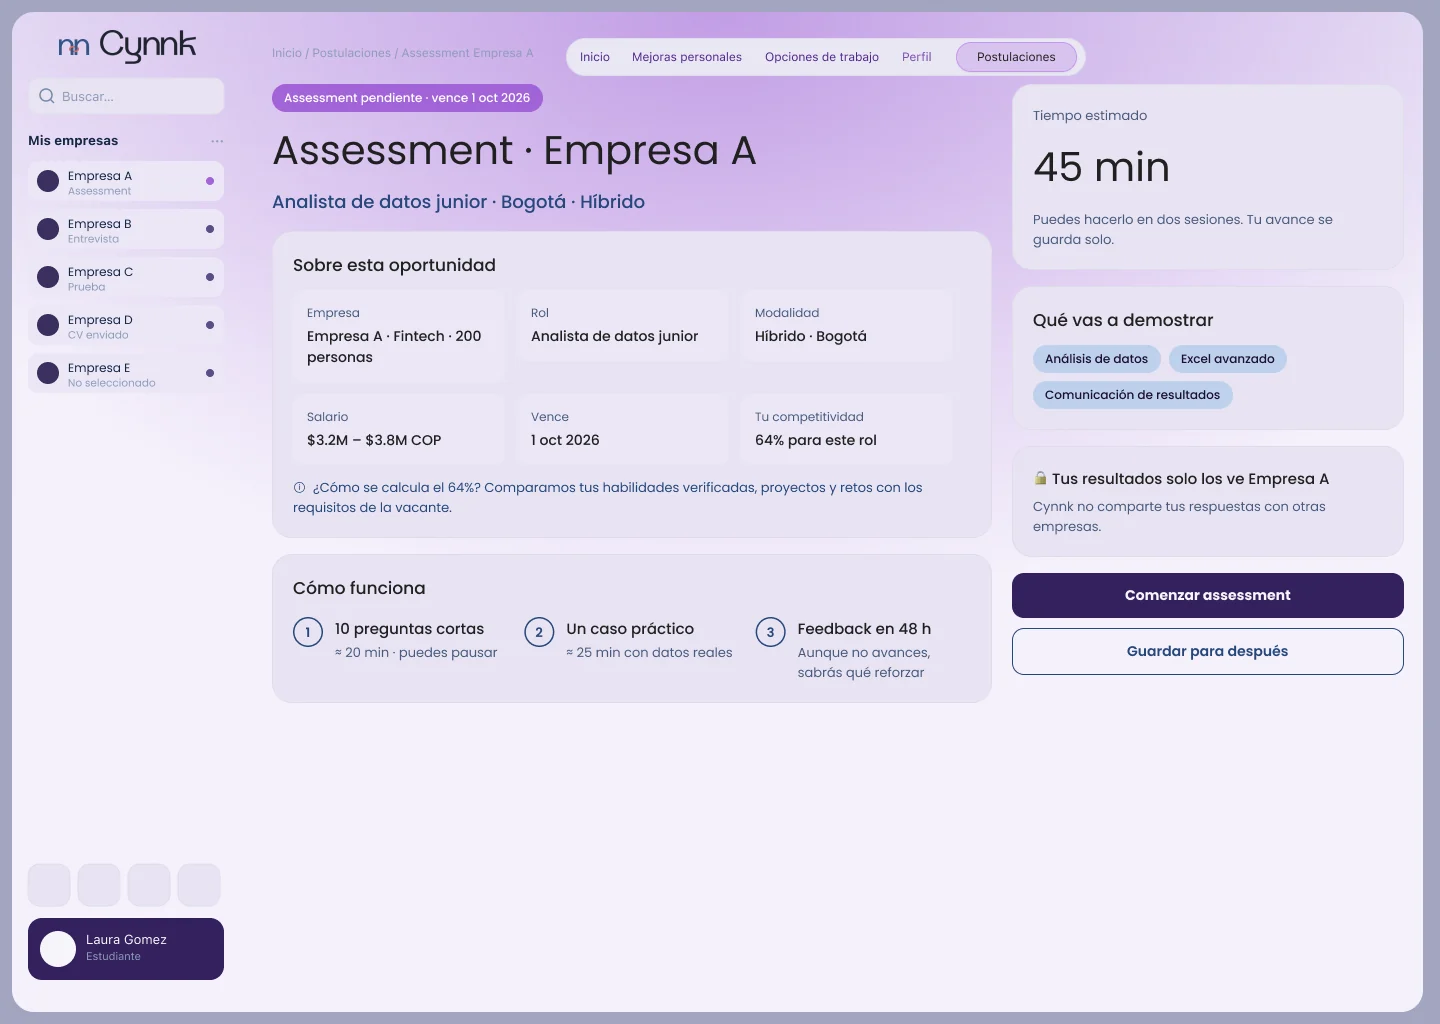 nn Cynnk
Buscar...
Mis empresas
Empresa A
Assessment
Empresa B
Entrevista
Empresa C
Prueba
Empresa D
CV enviado
Empresa E
No seleccionado
Laura Gomez
Estudiante
Inicio / Postulaciones / Assessment Empresa A
Inicio Mejoras personales Opciones de trabajo Perfil Postulaciones
Assessment pendiente · vence 1 oct 2026
Assessment · Empresa A
Analista de datos junior · Bogotá · Híbrido
Sobre esta oportunidad
Empresa
Empresa A · Fintech · 200
personas
Rol
Analista de datos junior
Modalidad
Híbrido · Bogotá
Salario
$3.2M – $3.8M COP
Vence
1 oct 2026
Tu competitividad
64% para este rol
ⓘ ¿Cómo se calcula el 64%? Comparamos tus habilidades verificadas, proyectos y retos con los
requisitos de la vacante.
Cómo funciona
1
10 preguntas cortas
≈ 20 min · puedes pausar
2
Un caso práctico
≈ 25 min con datos reales
3
Feedback en 48 h
Aunque no avances,
sabrás qué reforzar
Tiempo estimado
45 min
Puedes hacerlo en dos sesiones. Tu avance se
guarda solo.
Qué vas a demostrar
Análisis de datos
Excel avanzado
Comunicación de resultados
🔒 Tus resultados solo los ve Empresa A
Cynnk no comparte tus respuestas con otras
empresas.
Comenzar assessment
Guardar para después